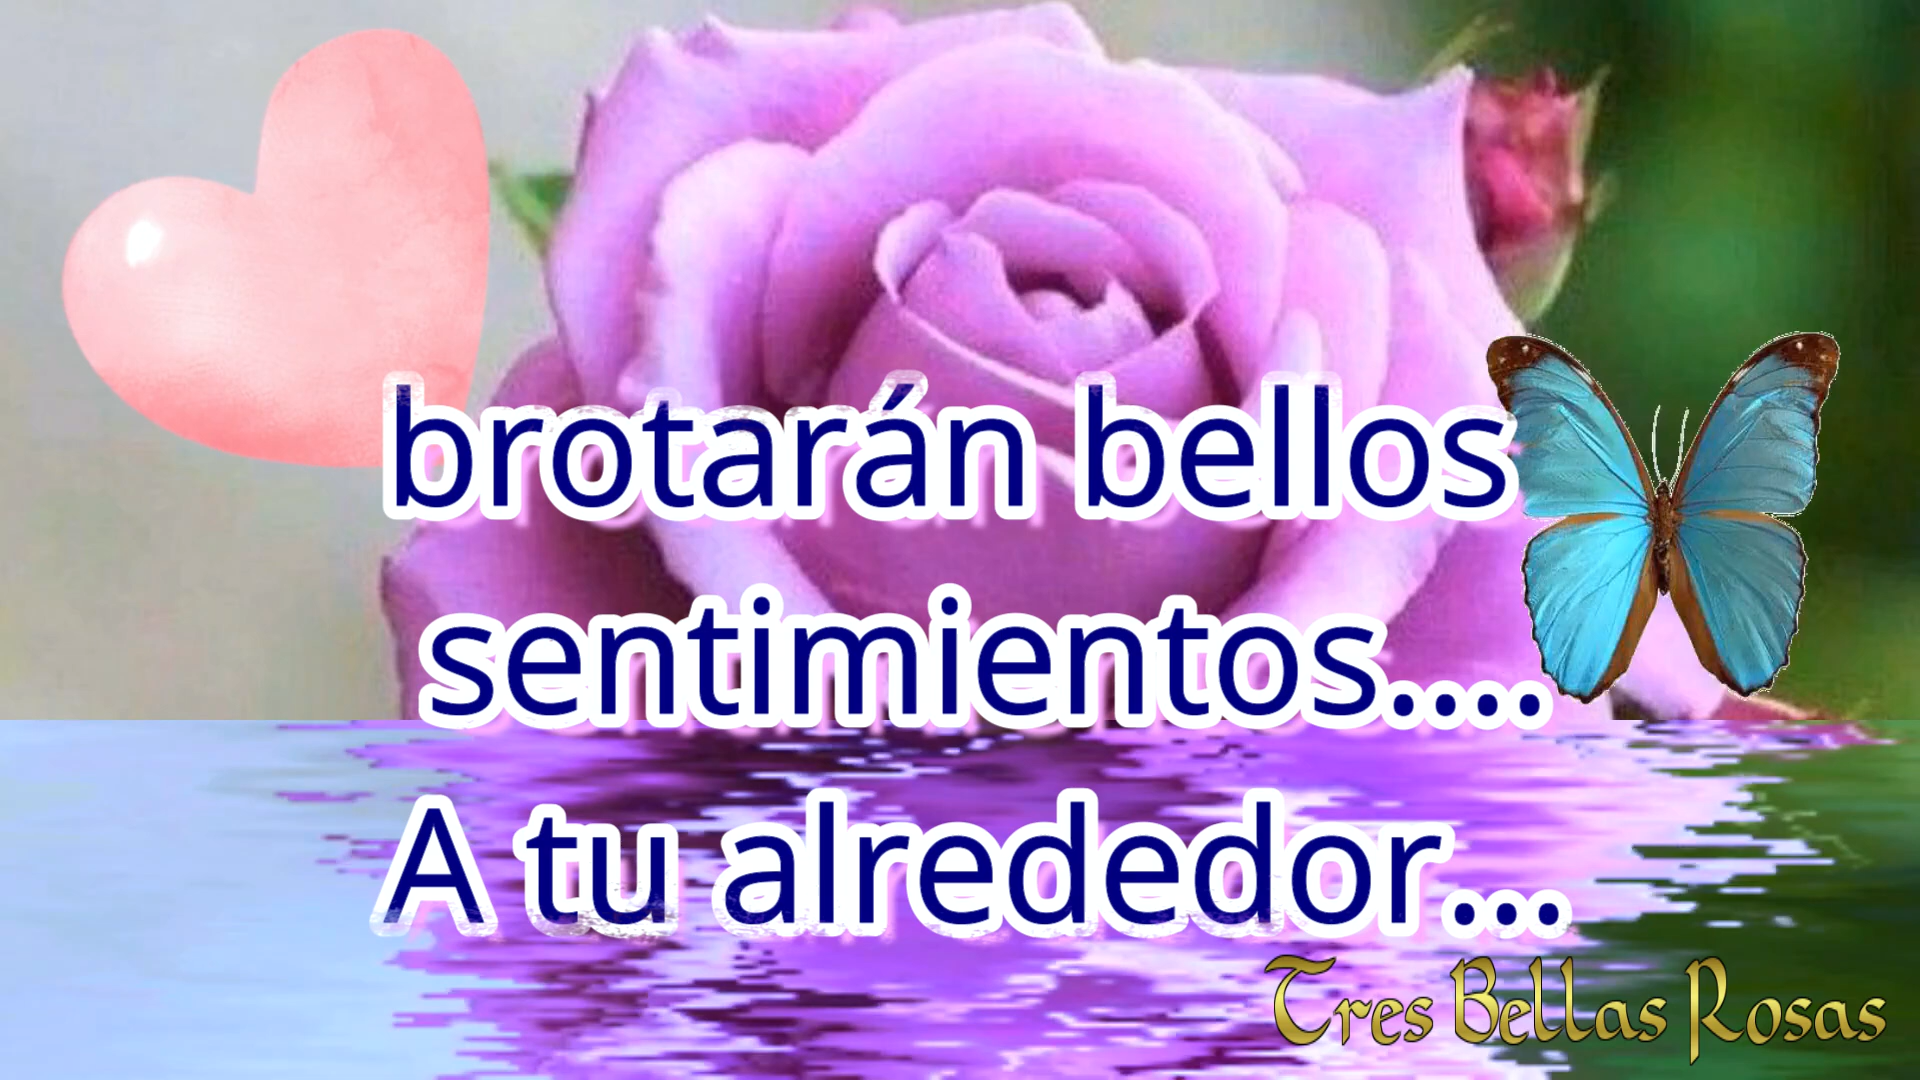 brotarán bellos
sentimientos....
A tu alrededor...
Tres Bellas Rosas